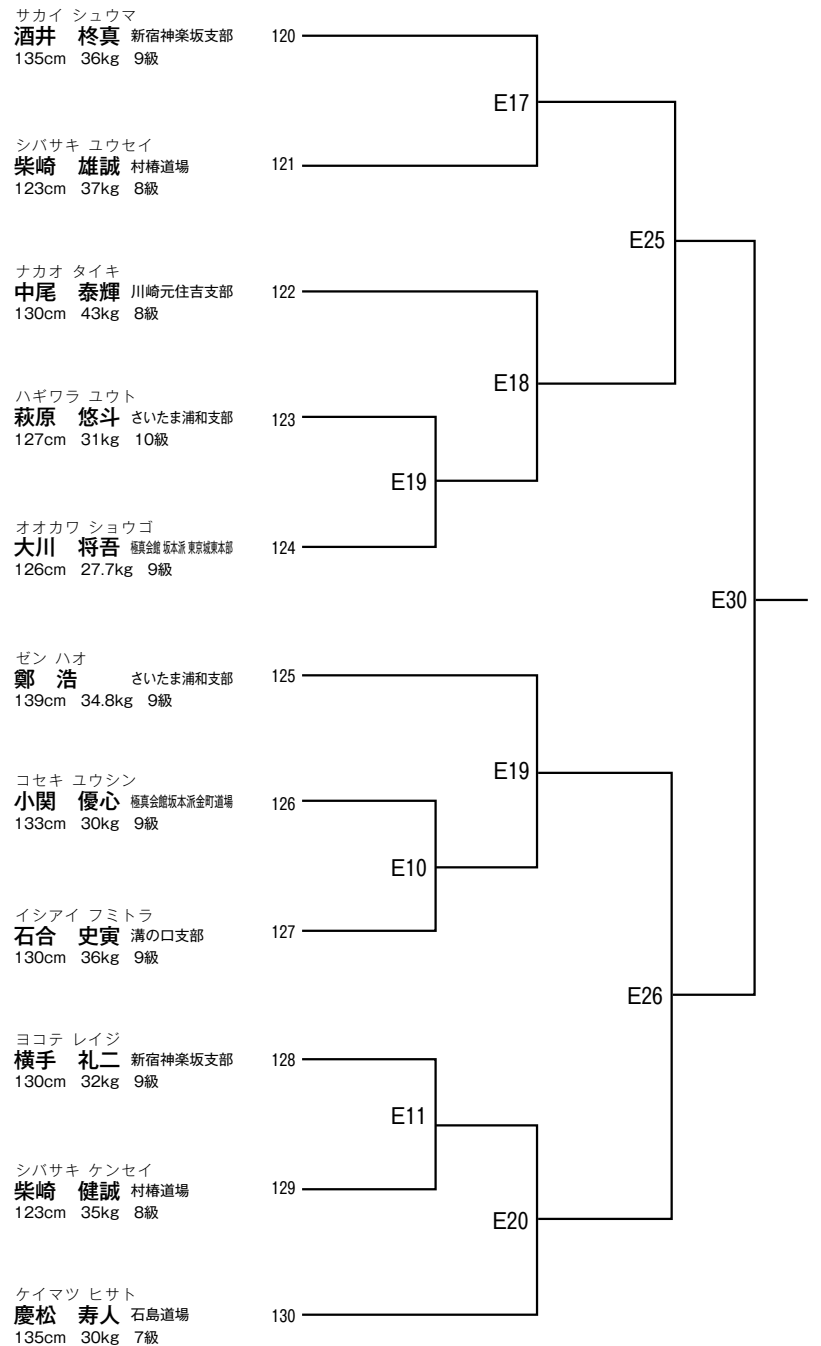 サカイ シュウマ
酒井 柊真 新宿神楽坂支部 120
135cm 36kg 9級
E17
シバサキ ユウセイ
柴崎 雄誠 村椿道場 121
123cm 37kg 8級
E25
ナカオ タイキ
中尾 泰輝 川崎元住吉支部 122
130cm 43kg 8級
E18
ハギワラ ユウト
萩原 悠斗 さいたま浦和支部 123
127cm 31kg 10級
E19
オオカワ ショウゴ
大川 将吾 極真会館 坂本派 東京城東本部 124
126cm 27.7kg 9級
E30
ゼン ハオ
鄭 浩 さいたま浦和支部 125
139cm 34.8kg 9級
E19
コセキ ユウシン
小関 優心 極真会館坂本派金町道場 126
133cm 30kg 9級
E10
イシアイ フミトラ
石合 史寅 溝の口支部 127
130cm 36kg 9級
E26
ヨコテ レイジ
横手 礼二 新宿神楽坂支部 128
130cm 32kg 9級
E11
シバサキ ケンセイ
柴崎 健誠 村椿道場 129
123cm 35kg 8級
E20
ケイマツ ヒサト
慶松 寿人 石島道場 130
135cm 30kg 7級